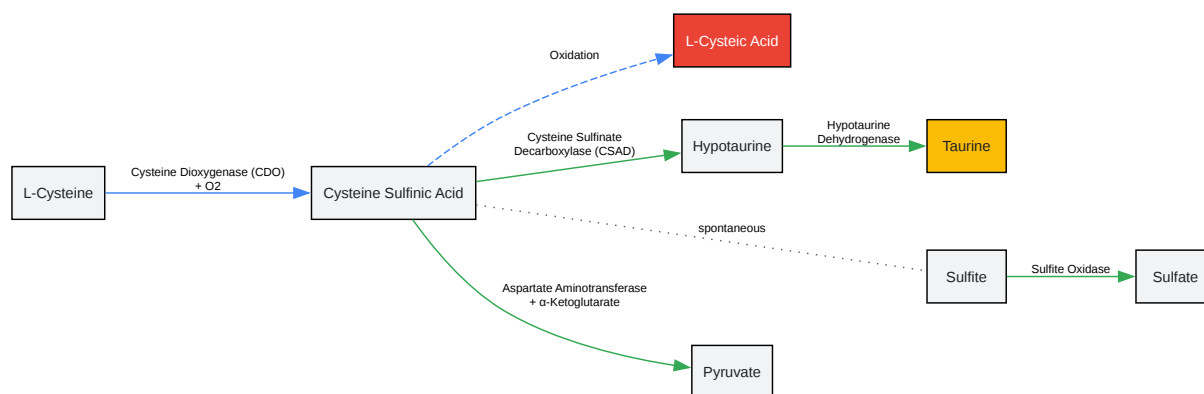 L-Cysteic Acid
Oxidation
Cysteine Sulfinate
Decarboxylase (CSAD)
Hypotaurine
Hypotaurine
Dehydrogenase
Taurine
L-Cysteine
Cysteine Dioxygenase (CDO)
+ O2
Cysteine Sulfinic Acid
spontaneous
Sulfite
Sulfite Oxidase
Sulfate
Aspartate Aminotransferase
+ α-Ketoglutarate
Pyruvate